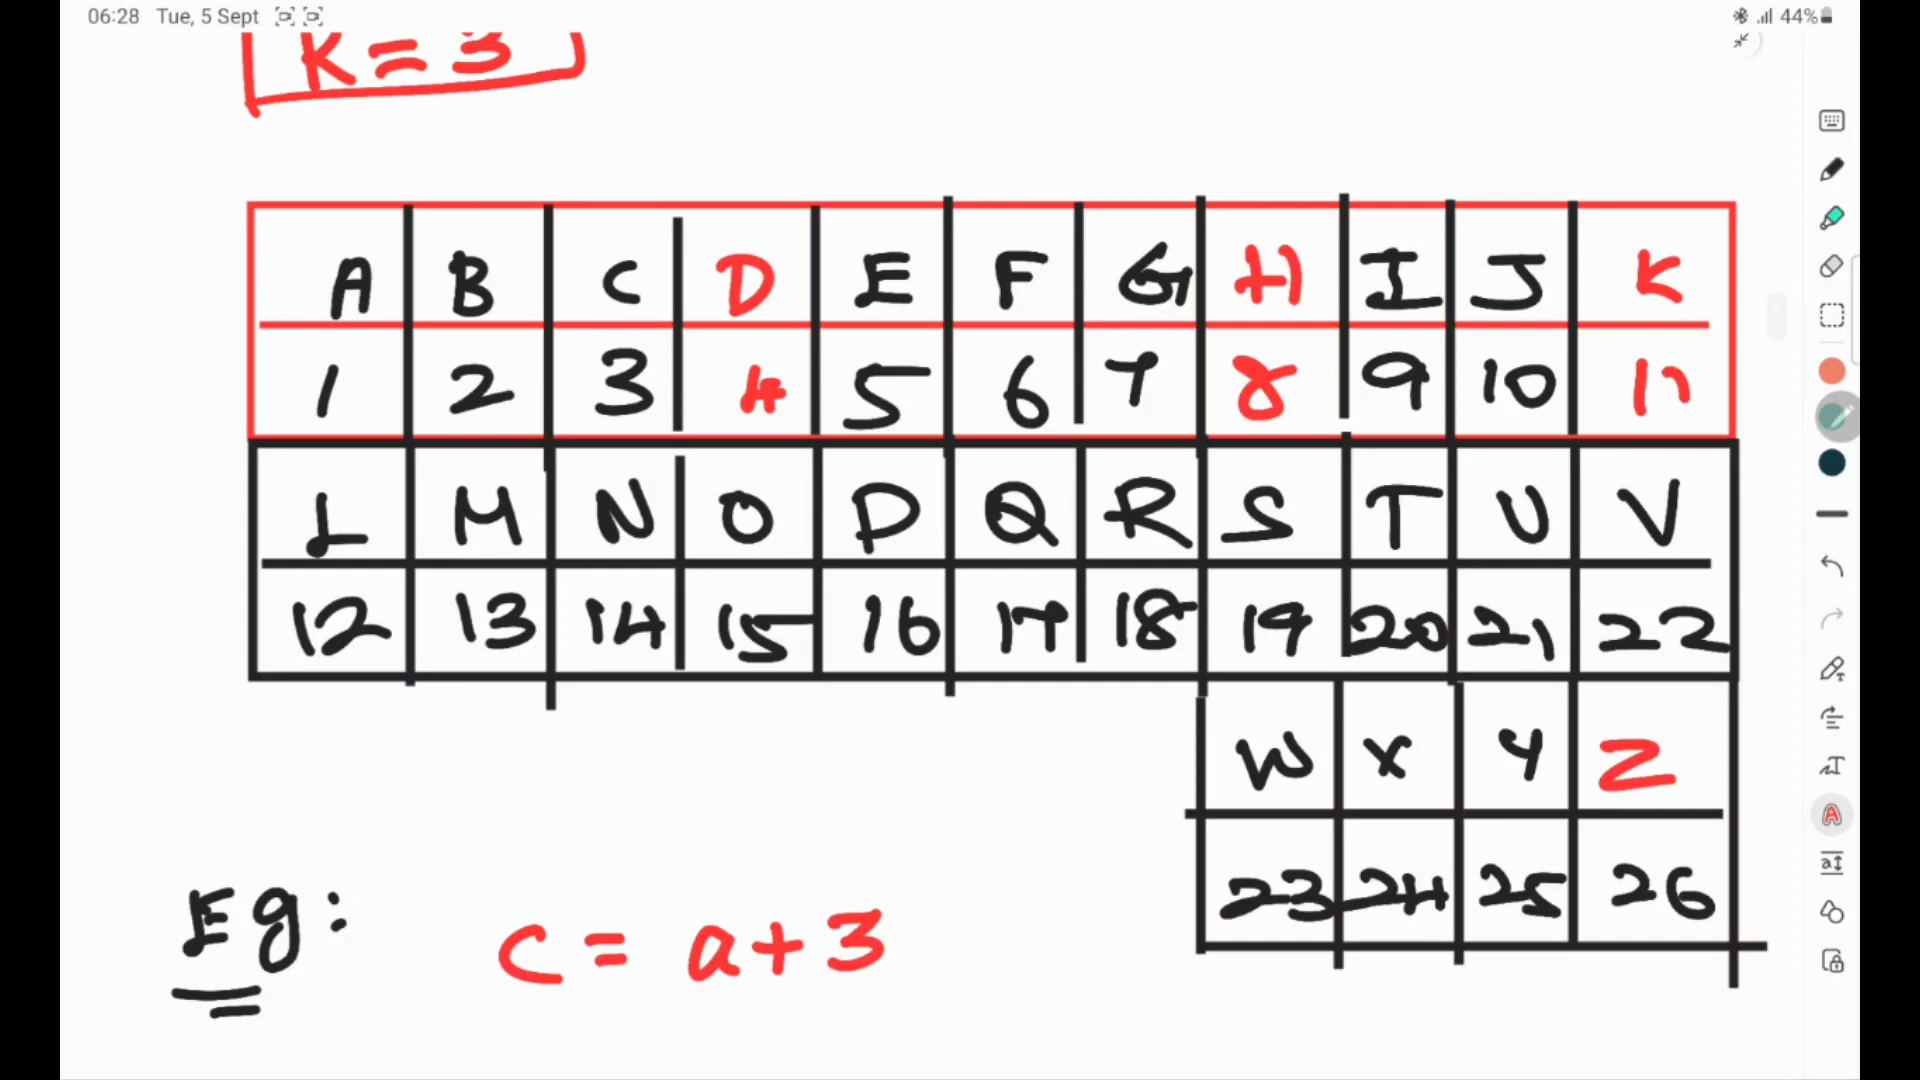 06:28 Tue, 5 Sept 44%
K = 3
A B C D E F G H I J K
1 2 3 4 5 6 7 8 9 10 11
L M N O P Q R S T U V
12 13 14 15 16 17 18 19 20 21 22
W X Y Z
23 24 25 26
Eg: C = a + 3